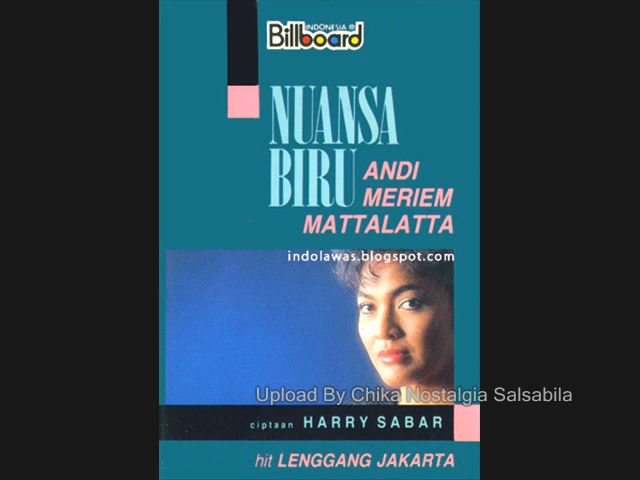 INDONESIA ®
Billboard
NUANSA
BIRU
ANDI
MERIEM
MATTALATTA
indolawas.blogspot.com
Upload By Chika Nostalgia Salsabila
ciptaan HARRY SABAR
hit LENGGANG JAKARTA